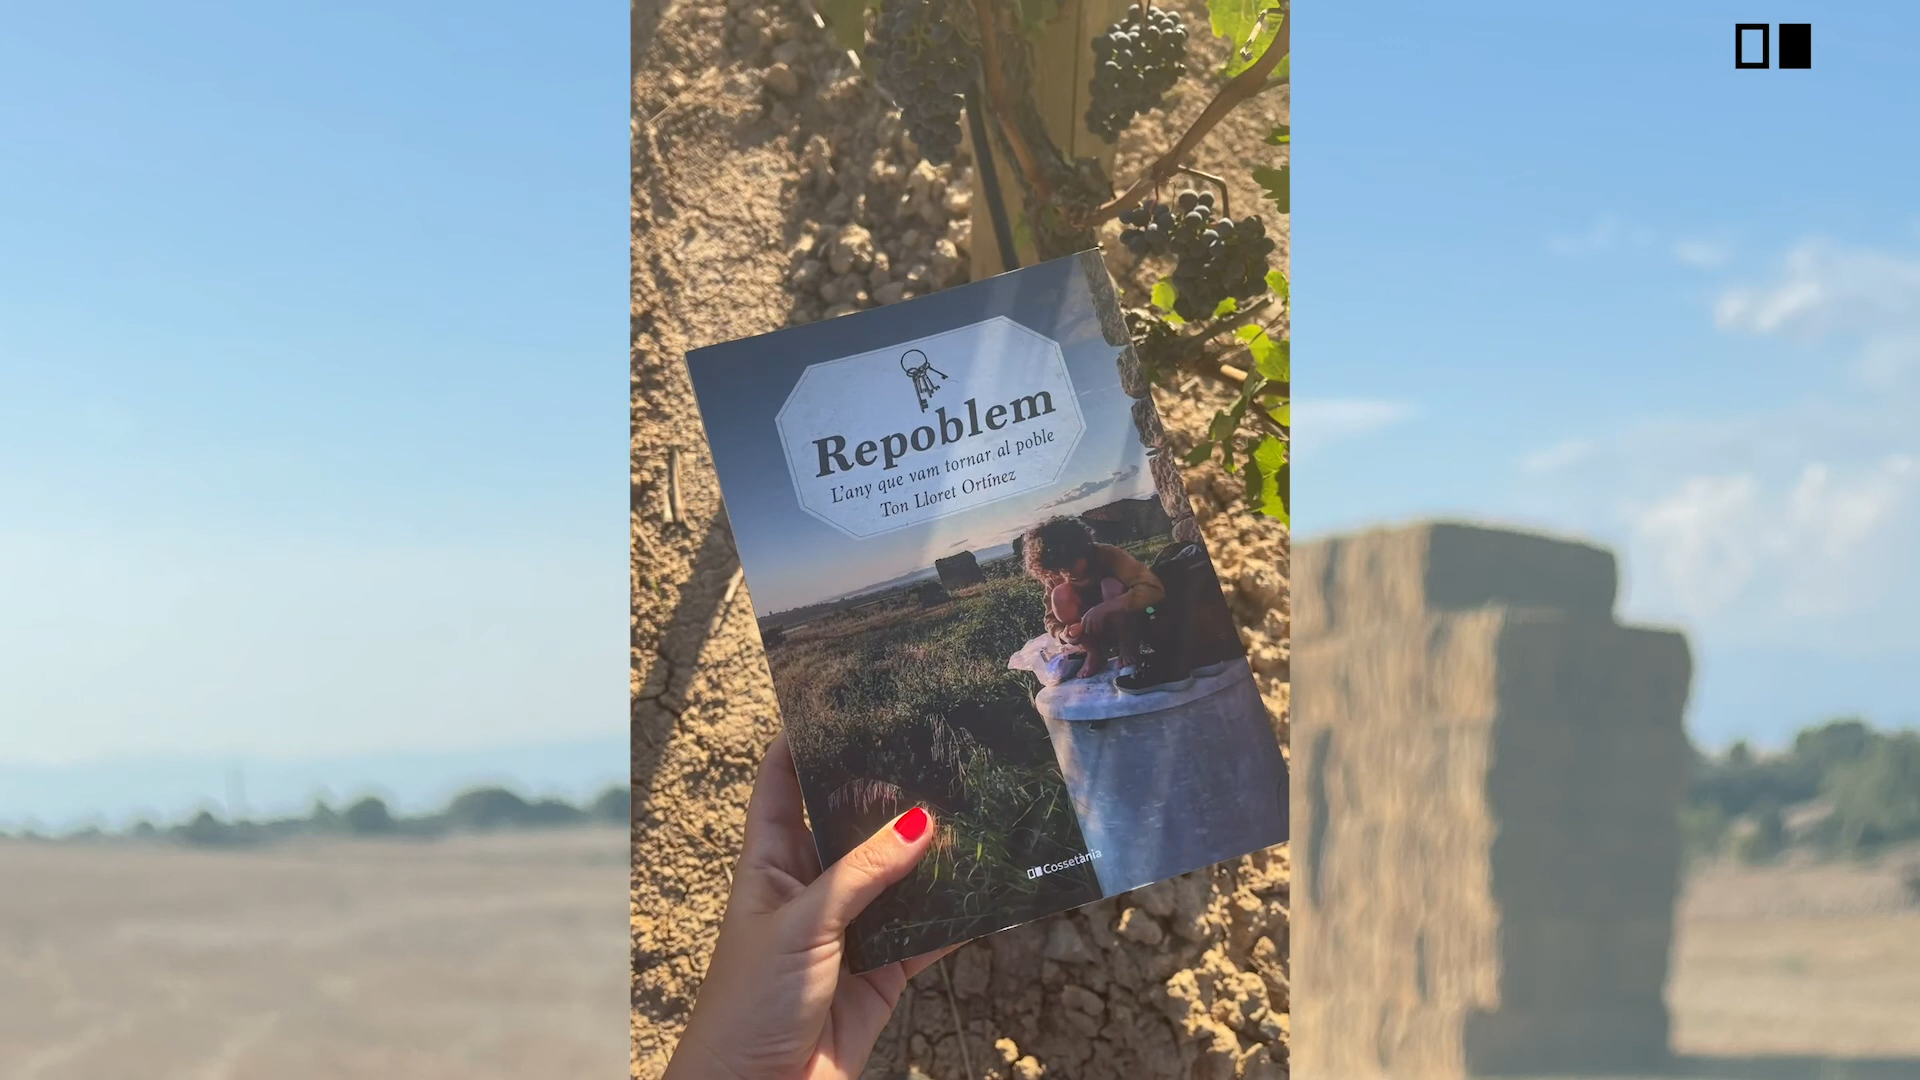 Repoblem
L'any que vam tornar al poble
Ton Lloret Ortínez
Cossetània